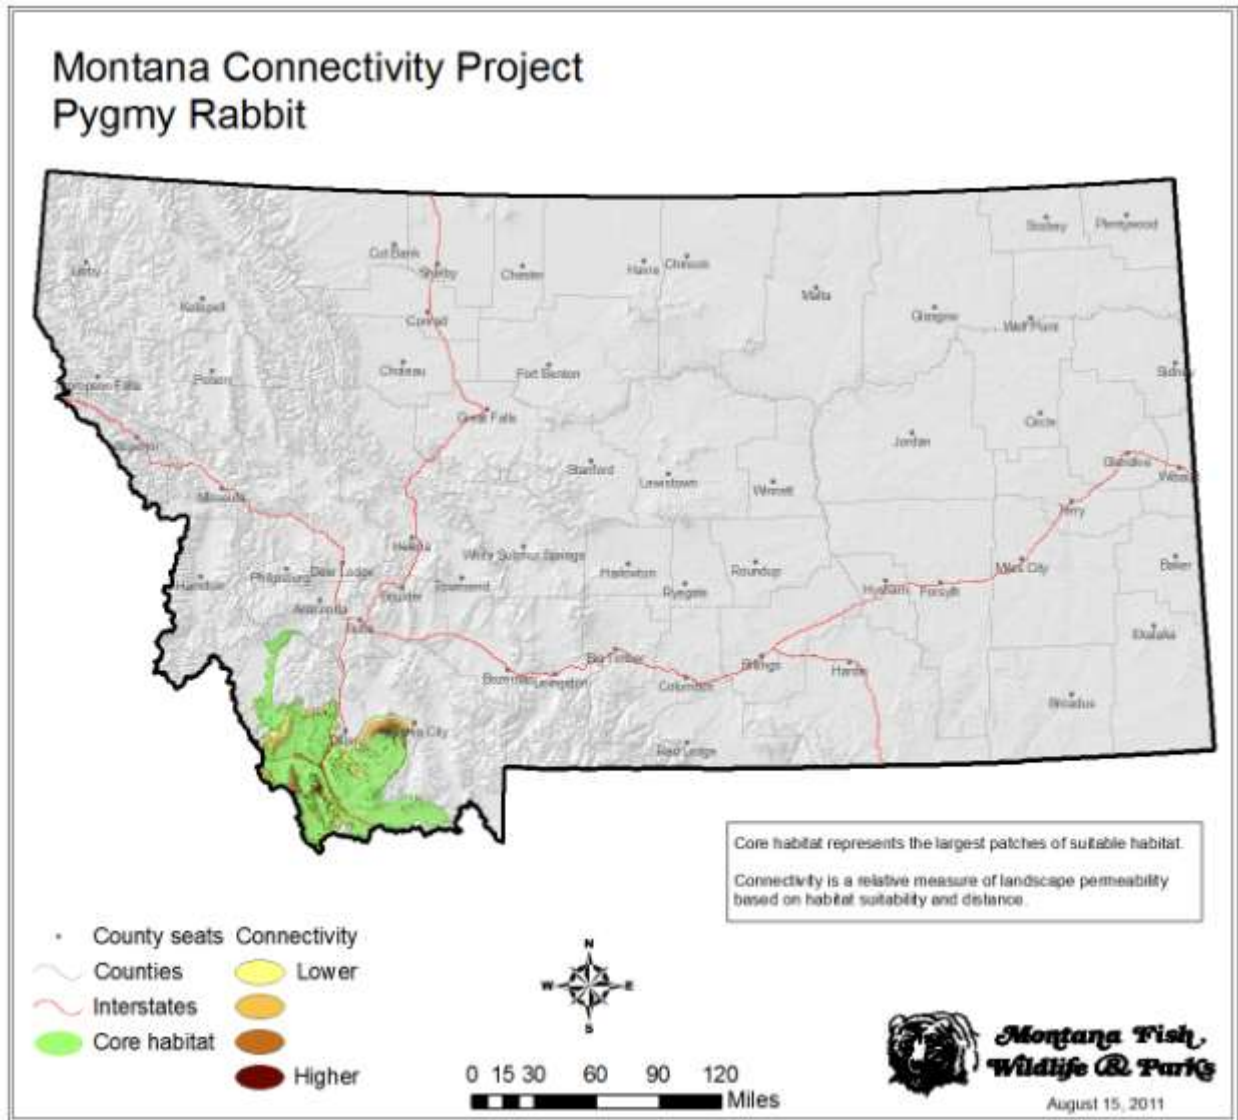 Montana Connectivity Project
Pygmy Rabbit
Scobey
Plentywood
Cut Bank
Libby
Shelby
Chester
Havre
Chinook
Malta
Kalispell
Conrad
Glasgow
Wolf Point
Polson
Choteau
Fort Benton
Sidney
Great Falls
Circle
Jordan
Stanford
Lewistown
Winnett
Glendive
Missoula
Terry
Helena
White Sulphur Springs
Hamilton
Philipsburg
Deer Lodge
Harlowton
Roundup
Miles City
Baker
Boulder
Townsend
Ryegate
Hysham
Forsyth
Anaconda
Butte
Ekalaka
Big Timber
Billings
Hardin
Bozeman
Livingston
Columbus
Broadus
Dillon
City
Red Lodge
Core habitat represents the largest patches of suitable habitat.
Connectivity is a relative measure of landscape permeability
based on habitat suitability and distance.
County seats
Counties
Interstates
Core habitat
Connectivity
Lower
Higher
N
W E
S
0 15 30 60 90 120
Miles
Montana Fish,
Wildlife & Parks
August 15, 2011